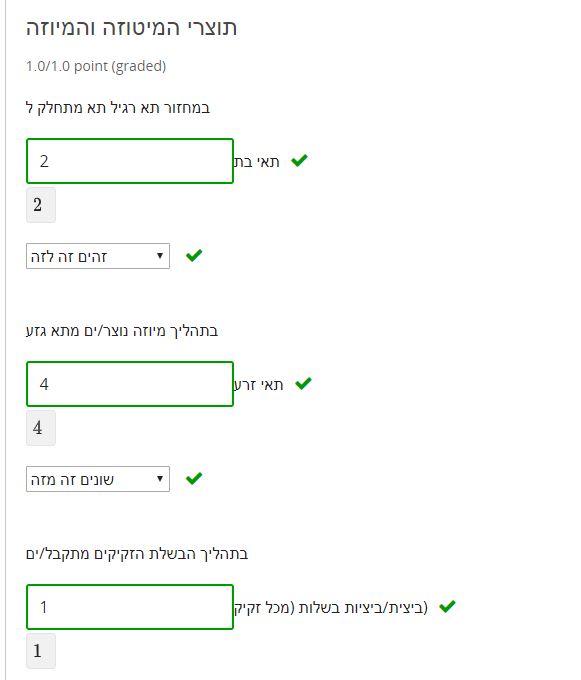 תוצרי המיטוזה והמיוזה
1.0/1.0 point (graded)
במחזור תא רגיל תא מתחלק ל
2 תאי בת
2
זהים זה לזה
בתהליך מיוזה נוצר/ים מתא גזע
4 תאי זרע
4
שונים זה מזה
בתהליך הבשלת הזקיקים מתקבל/ים
1 ביצית/ביציות בשלות (מכל זקיק)
1